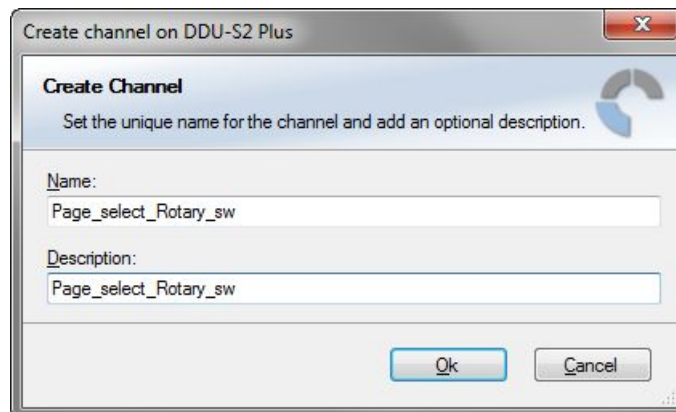 Create channel on DDU-S2 Plus
Create Channel
Set the unique name for the channel and add an optional description.
Name:
Page_select_Rotary_sw
Description:
Page_select_Rotary_sw
Ok Cancel